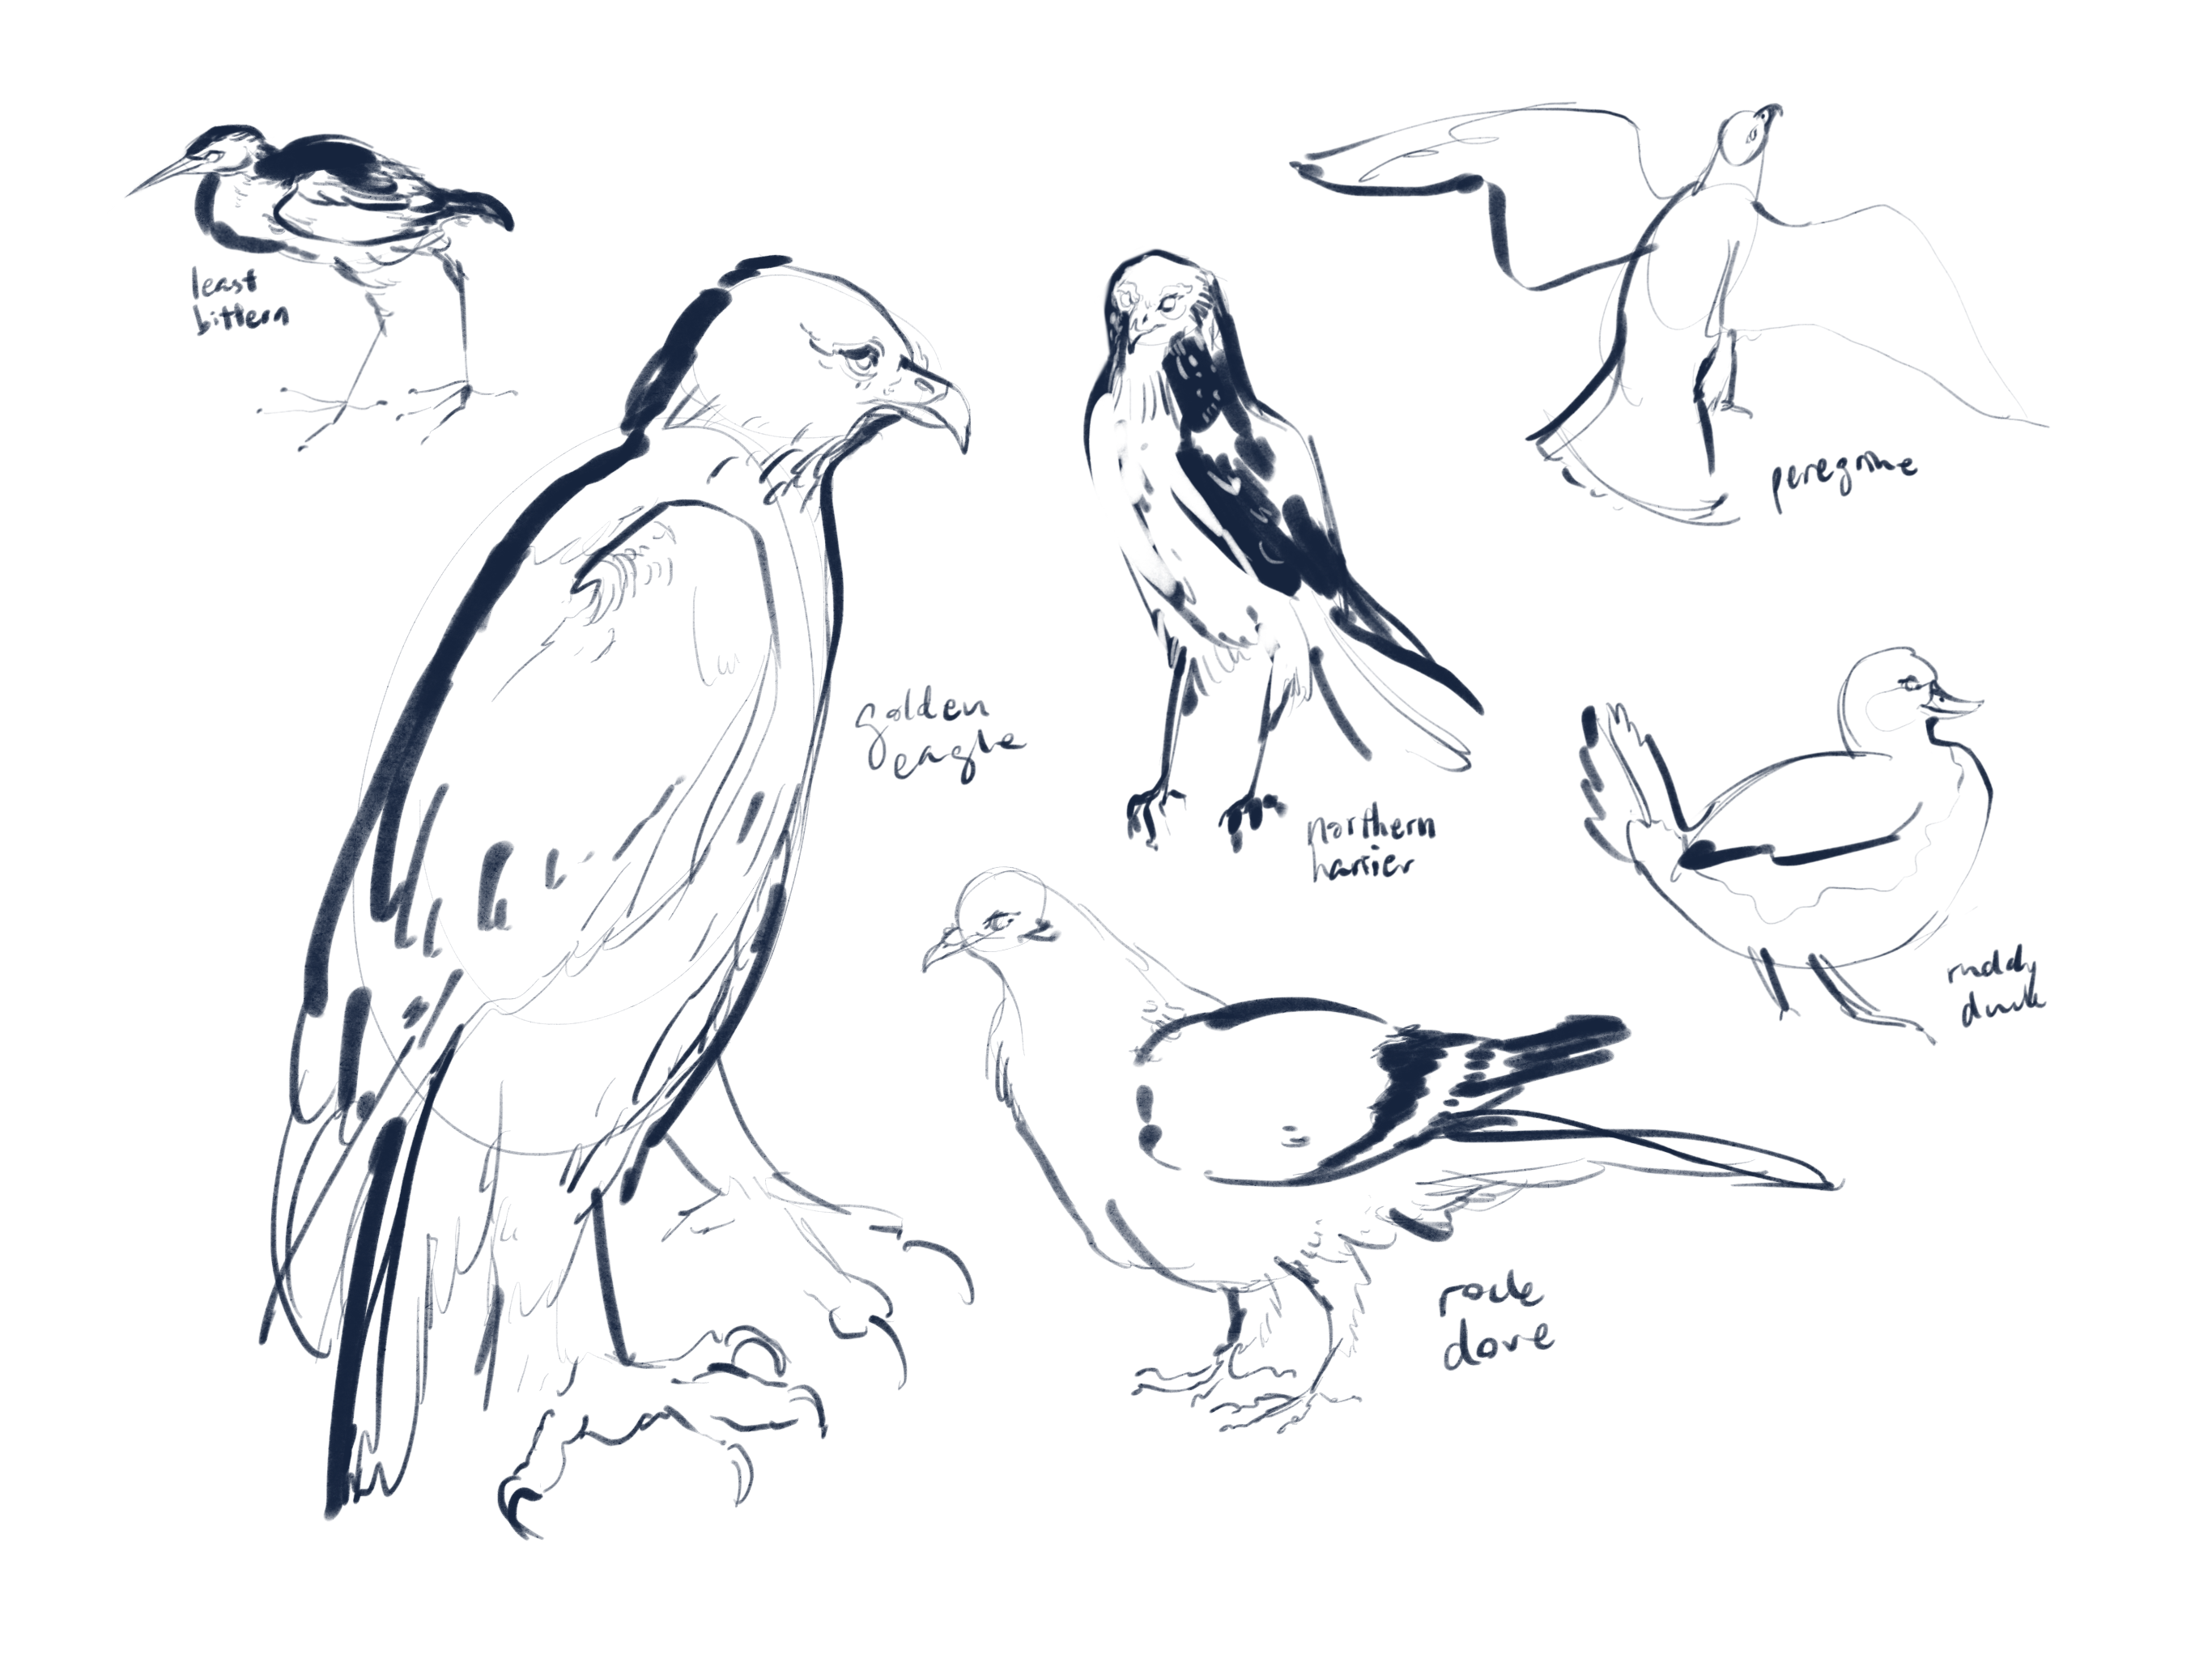 least
bittern
golden
eagle
northern
harrier
peregrine
ruddy
duck
rock
dove